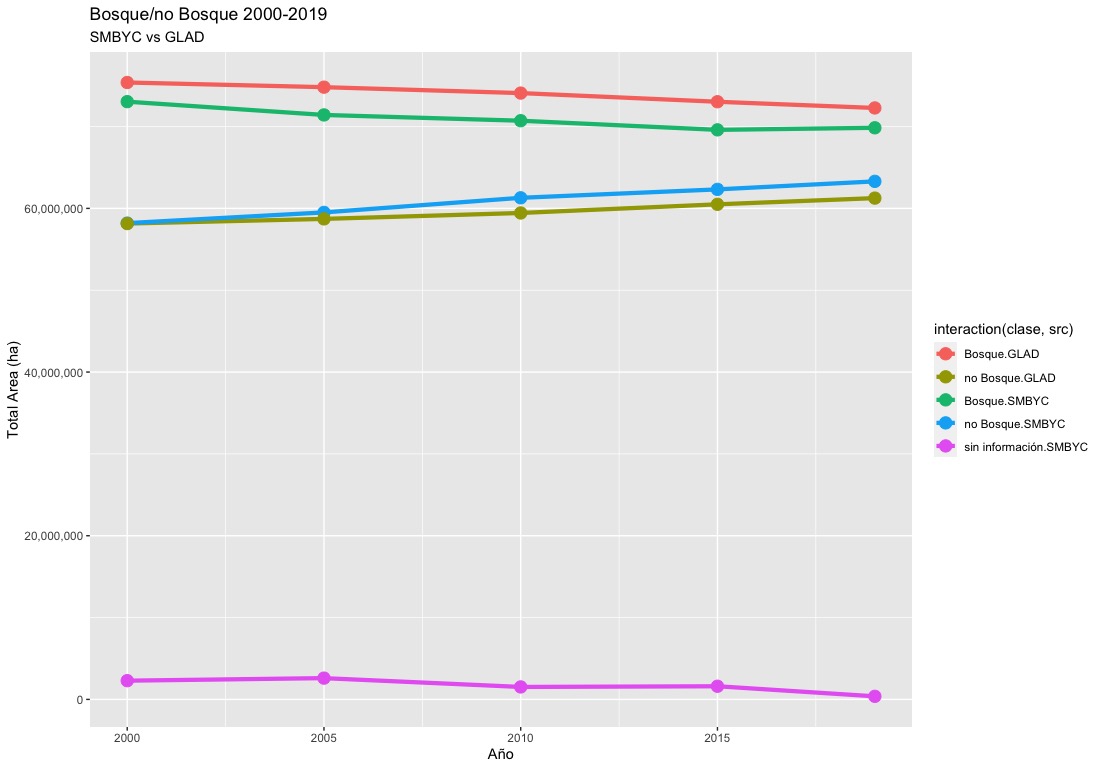 Bosque/no Bosque 2000-2019
SMBYC vs GLAD
Total Area (ha)
60,000,000
40,000,000
20,000,000
0
2000
2005
2010
2015
Año
interaction(clase, src)
Bosque.GLAD
no Bosque.GLAD
Bosque.SMBYC
no Bosque.SMBYC
sin información.SMBYC